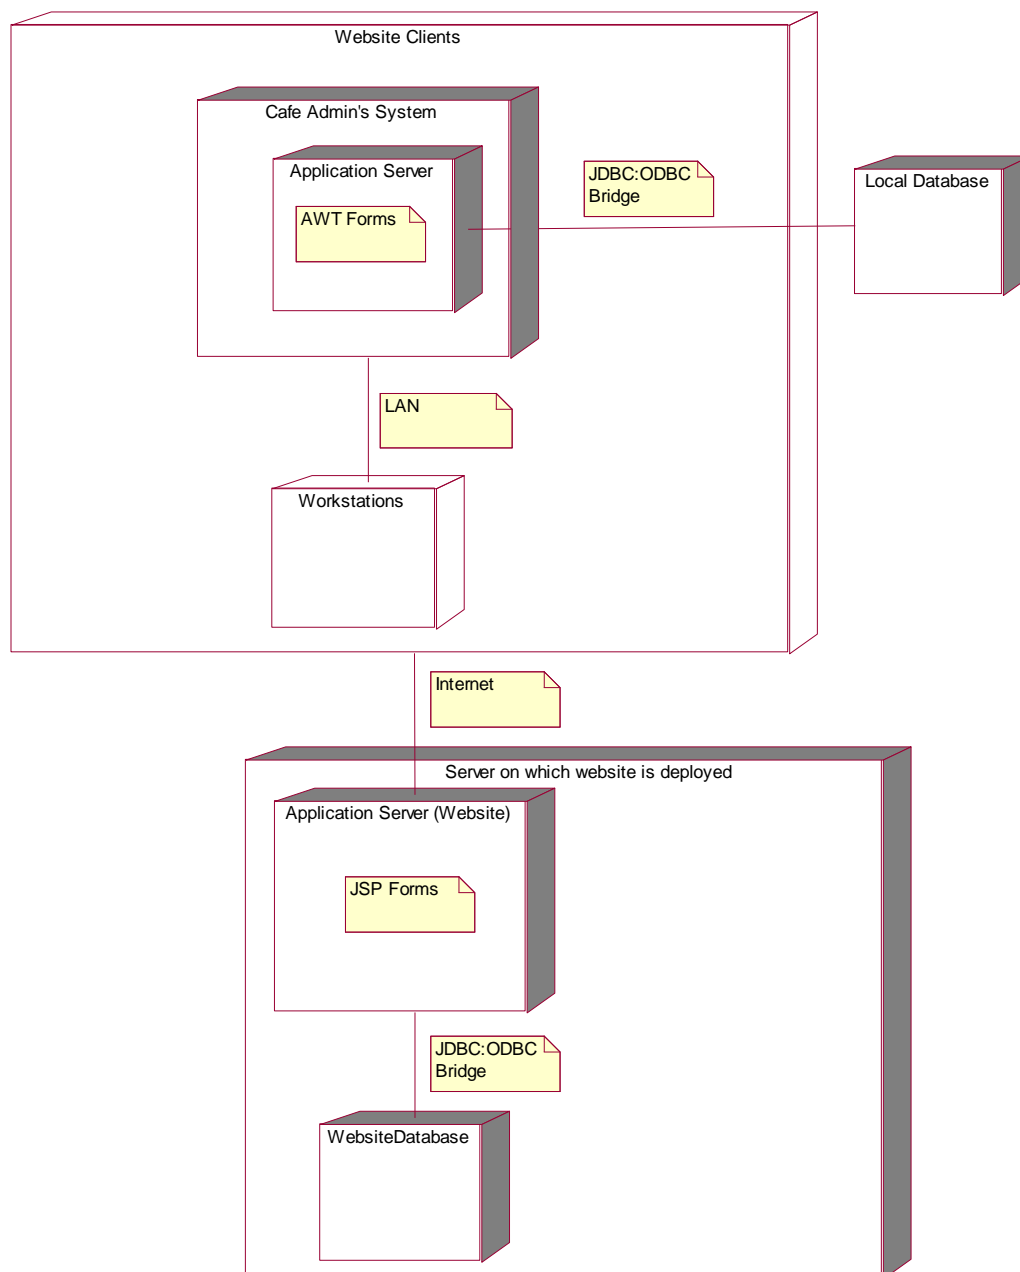 Website Clients
Cafe Admin's System
Application Server
AWT Forms
JDBC:ODBC
Bridge
Local Database
LAN
Workstations
Internet
Server on which website is deployed
Application Server (Website)
JSP Forms
JDBC:ODBC
Bridge
WebsiteDatabase